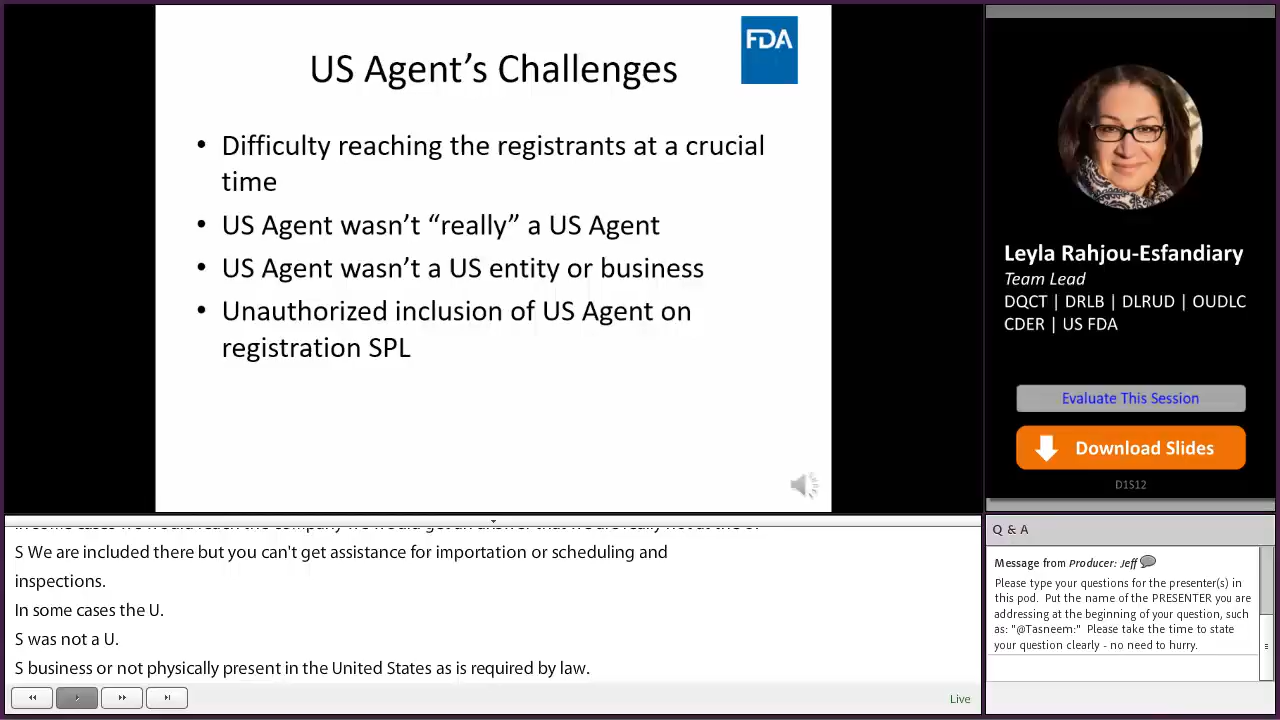 FDA
US Agent's Challenges
• Difficulty reaching the registrants at a crucial
time
• US Agent wasn't “really” a US Agent
• US Agent wasn't a US entity or business
• Unauthorized inclusion of US Agent on
registration SPL
Leyla Rahjou-Esfandiary
Team Lead
DQCT | DRLB | DLRUD | OUDLC
CDER | US FDA
Evaluate This Session
Download Slides
D1S12
S We are included there but you can't get assistance for importation or scheduling and
inspections.
In some cases the U.
S was not a U.
S business or not physically present in the United States as is required by law.
Live
Q & A
Message from Producer: Jeff
Please type your questions for the presenter(s) in
this pod. Put the name of the PRESENTER you are
addressing at the beginning of your question, such
as: "@Tasneem:" Please take the time to state
your question clearly - no need to hurry.